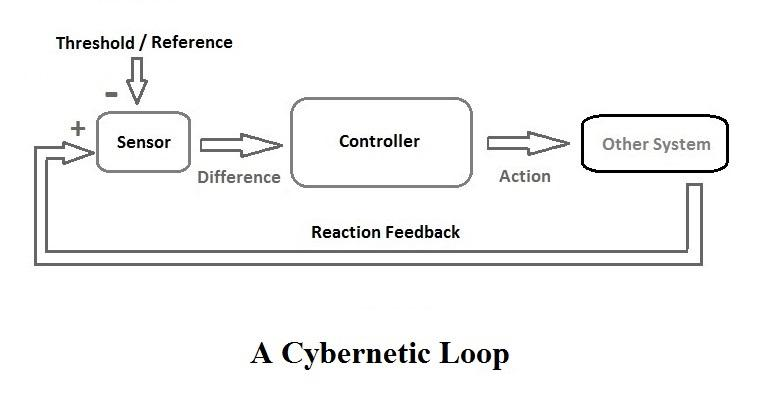 Threshold / Reference
-
+
Sensor
Difference
Controller
Action
Other System
Reaction Feedback
A Cybernetic Loop